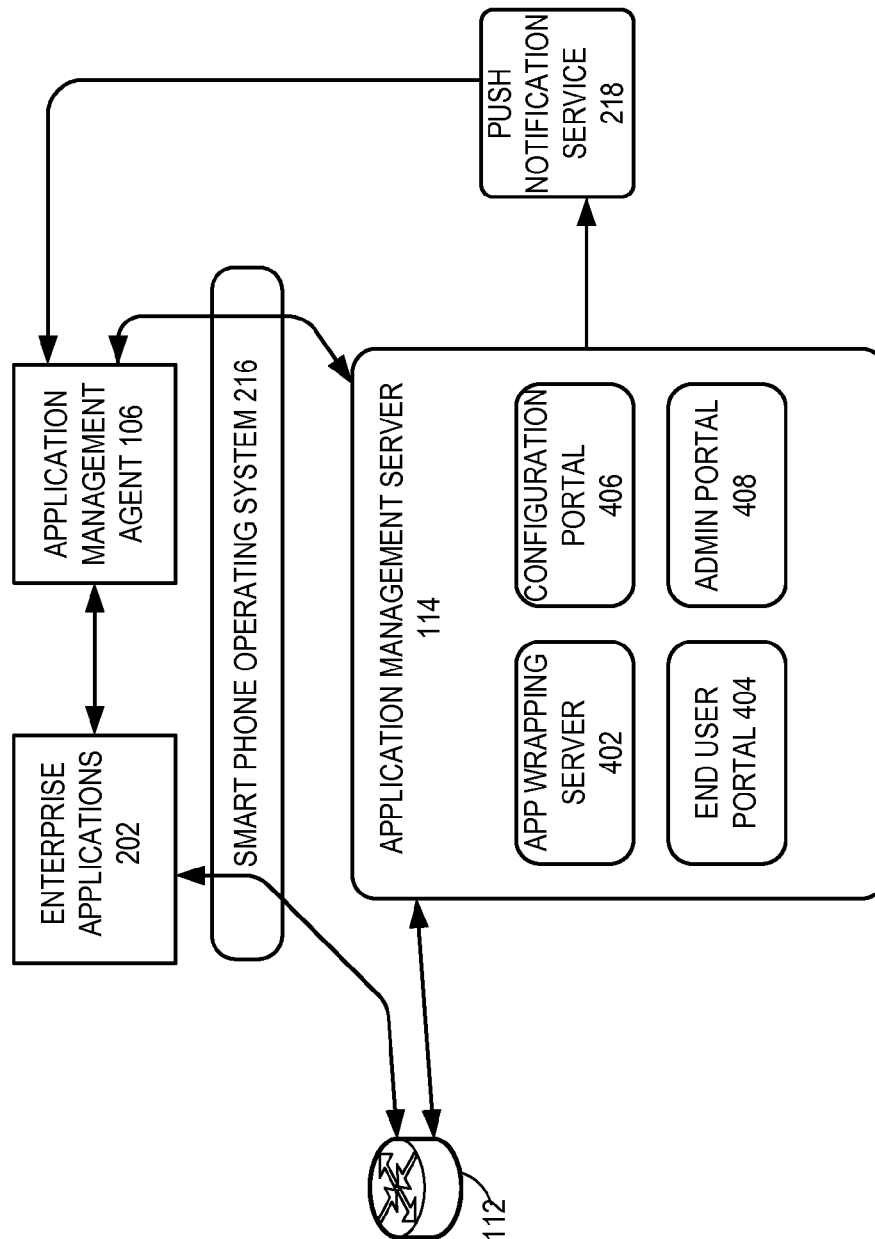 ENTERPRISE
APPLICATIONS
202
APPLICATION
MANAGEMENT
AGENT 106
SMART PHONE OPERATING SYSTEM 216
PUSH
NOTIFICATION
SERVICE
218
112
APPLICATION MANAGEMENT SERVER
114
APP WRAPPING
SERVER
402
CONFIGURATION
PORTAL
406
END USER
PORTAL 404
ADMIN PORTAL
408